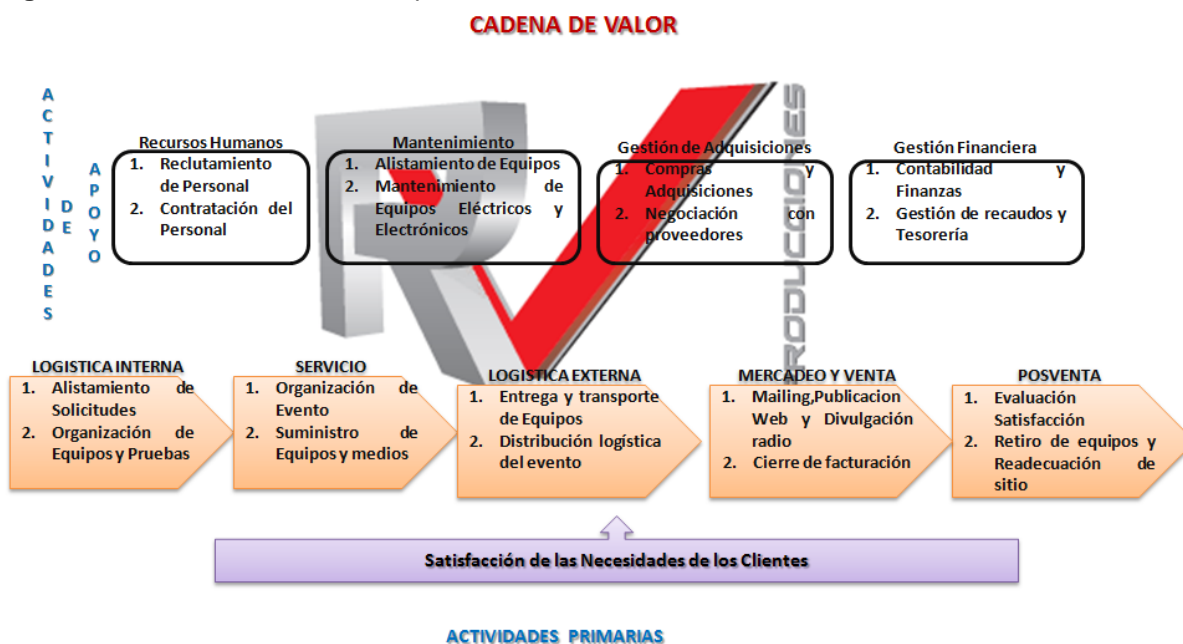 CADENA DE VALOR
ACTIVIDADES
DE
APOYO
Recursos Humanos
1. Reclutamiento
de Personal
2. Contratación del
Personal
Mantenimiento
1. Alistamiento de Equipos
2. Mantenimiento de
Equipos Eléctricos y
Electrónicos
Gestión de Adquisiciones
1. Compras y
Adquisiciones
2. Negociación con
proveedores
Gestión Financiera
1. Contabilidad y
Finanzas
2. Gestión de recaudos y
Tesorería
RV
PRODUCCIONES
LOGISTICA INTERNA
1. Alistamiento de
Solicitudes
2. Organización de
Equipos y Pruebas
SERVICIO
1. Organización de
Evento
2. Suministro de
Equipos y medios
LOGISTICA EXTERNA
1. Entrega y transporte
de Equipos
2. Distribución logística
del evento
MERCADEO Y VENTA
1. Mailing,Publicacion
Web y Divulgación
radio
2. Cierre de facturación
POSVENTA
1. Evaluación
Satisfacción
2. Retiro de equipos y
Readecuación de
sitio
Satisfacción de las Necesidades de los Clientes
ACTIVIDADES PRIMARIAS